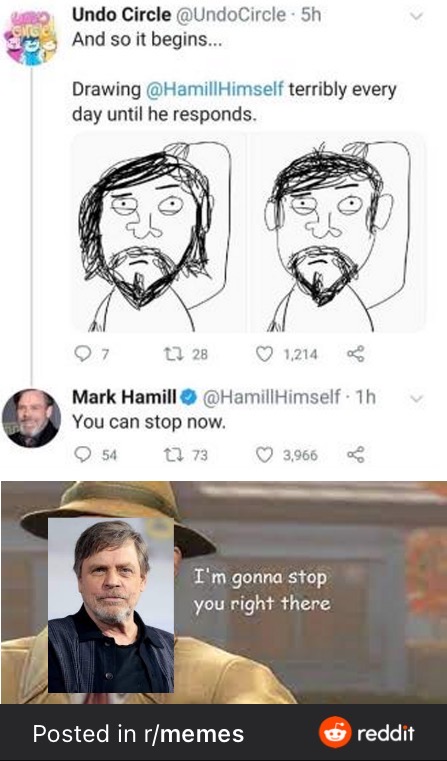 Undo Circle @UndoCircle · 5h
And so it begins...
Drawing @HamillHimself terribly every
day until he responds.
7 28 1,214
Mark Hamill @HamillHimself · 1h
You can stop now.
54 73 3,966
I'm gonna stop
you right there
Posted in r/memes reddit